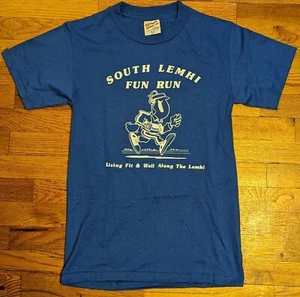 SOUTH LEMHI
FUN RUN
Living Fit & Well Along The Lemhi